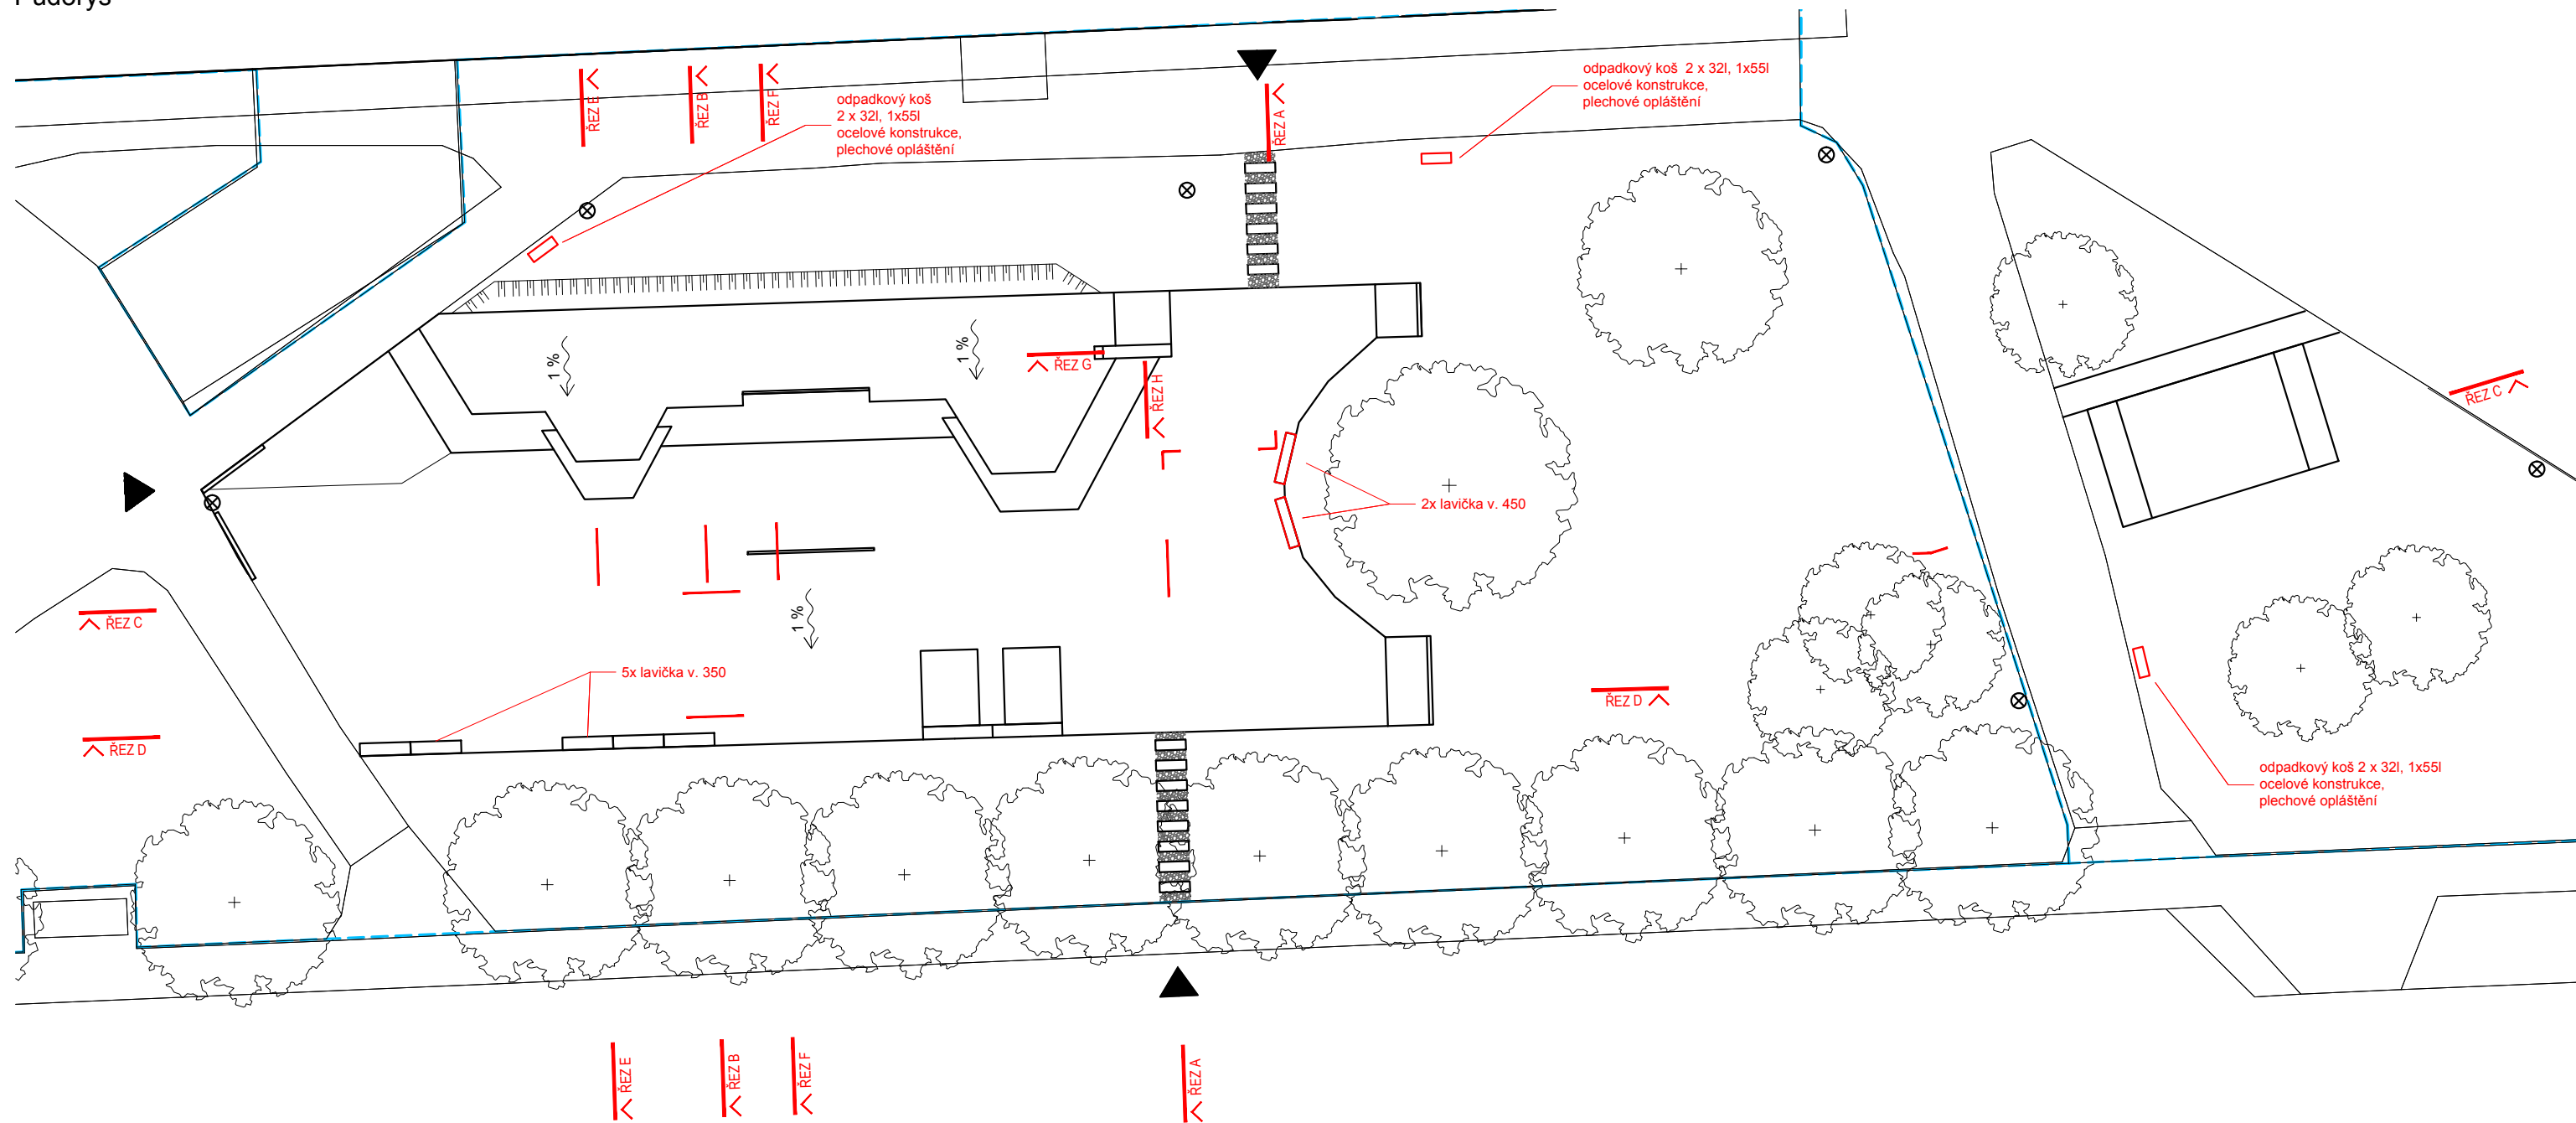 Půdorys
odpadkový koš 2 x 32l, 1x55l
ocelové konstrukce,
plechové opláštění
ŘEZ E
ŘEZ B
ŘEZ F
odpadkový koš
2 x 32l, 1x55l
ocelové konstrukce,
plechové opláštění
ŘEZ A
1 %
1 %
ŘEZ G
ŘEZ H
ŘEZ C
2x lavička v. 450
1 %
ŘEZ C
5x lavička v. 350
ŘEZ D
ŘEZ D
odpadkový koš 2 x 32l, 1x55l
ocelové konstrukce,
plechové opláštění
ŘEZ E
ŘEZ B
ŘEZ F
ŘEZ A